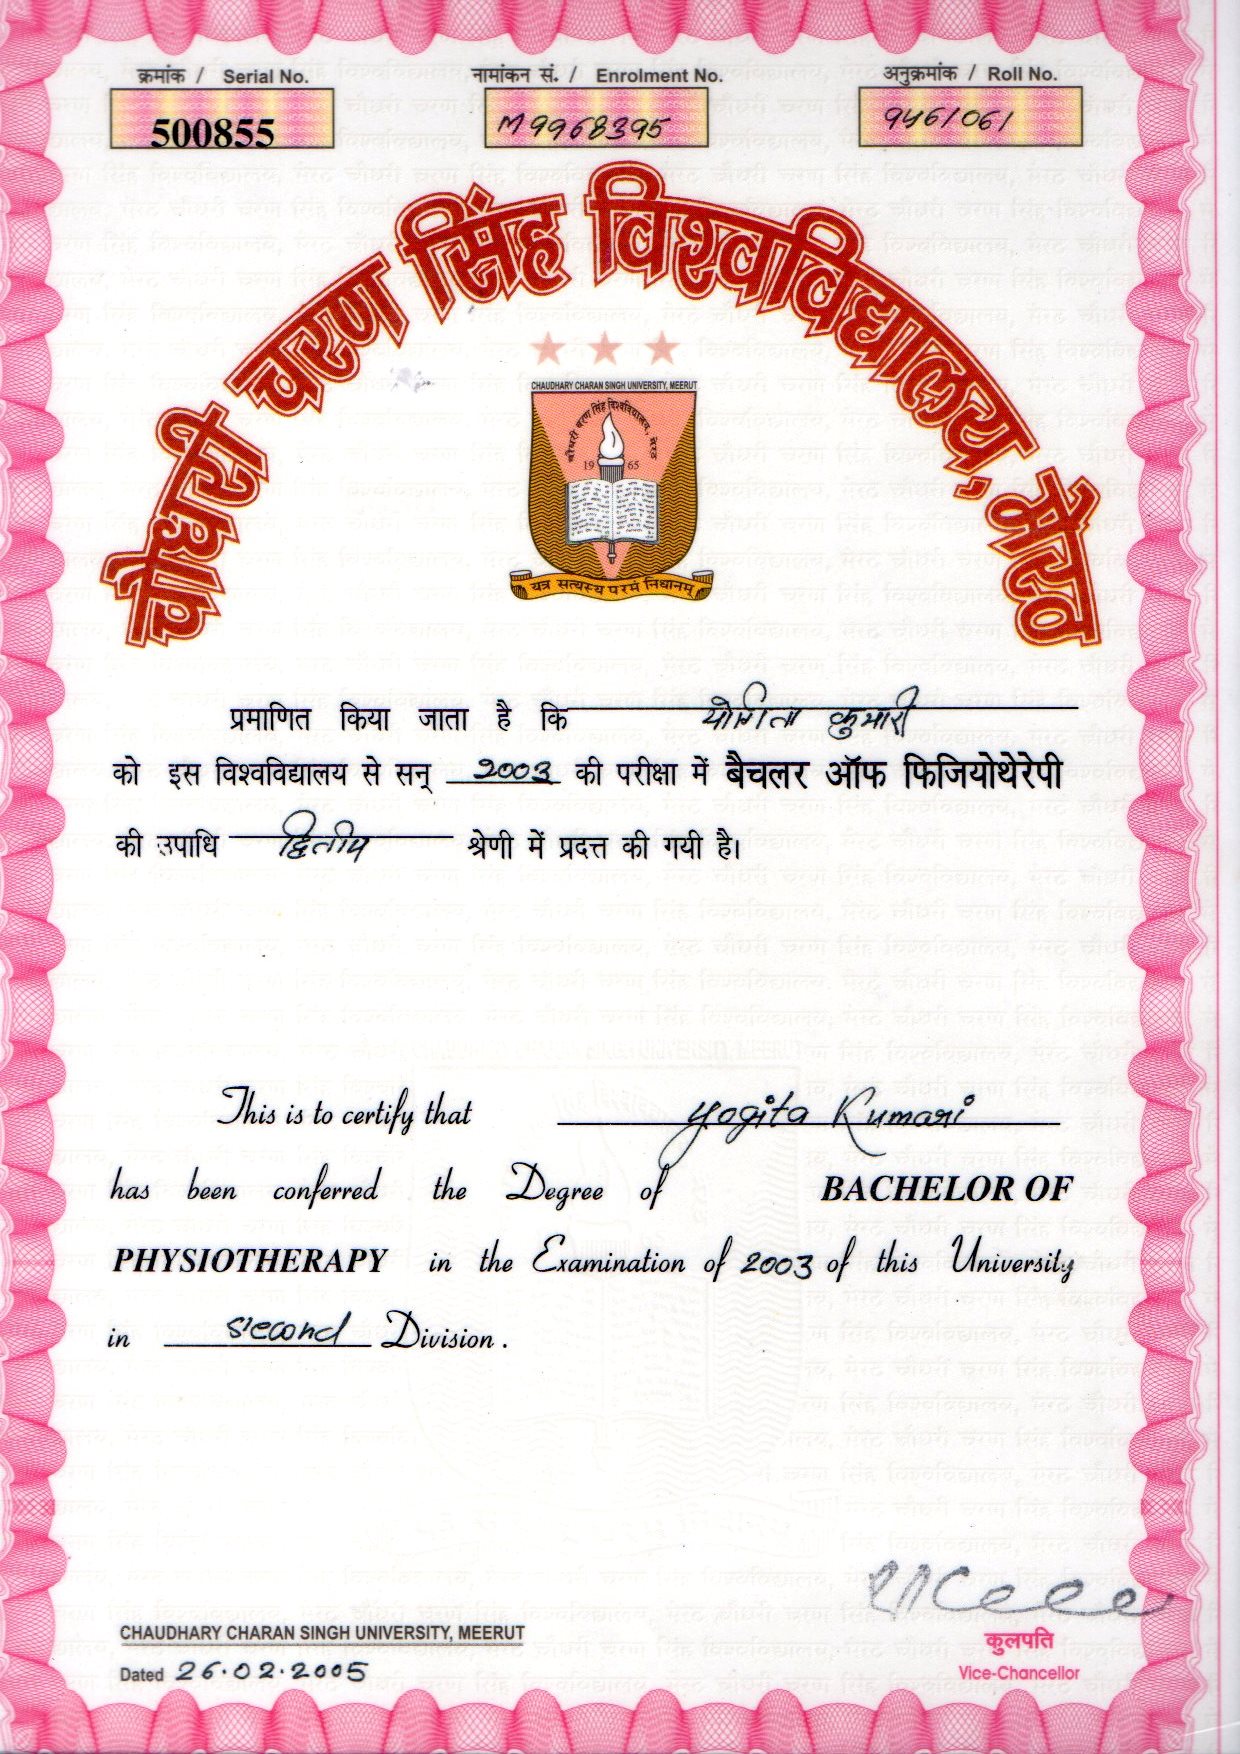 क्रमांक / Serial No. नामांकन सं. / Enrolment No. अनुक्रमांक / Roll No.
500855 M9968395 946/061
चौधरी चरण सिंह विश्वविद्यालय, मेरठ
CHAUDHARY CHARAN SINGH UNIVERSITY, MEERUT
चौधरी चरण सिंह विश्वविद्यालय, मेरठ
19 65
यत्र सत्यस्य परमं निधानम्
प्रमाणित किया जाता है कि योगिता कुमारी
को इस विश्वविद्यालय से सन् 2003 की परीक्षा में बैचलर ऑफ फिजियोथेरेपी
की उपाधि द्वितीय श्रेणी में प्रदत्त की गयी है।
This is to certify that Yogita Kumari
has been conferred the Degree of BACHELOR OF
PHYSIOTHERAPY in the Examination of 2003 of this University
in second Division.
CHAUDHARY CHARAN SINGH UNIVERSITY, MEERUT
कुलपति
Dated 26.02.2005 Vice-Chancellor